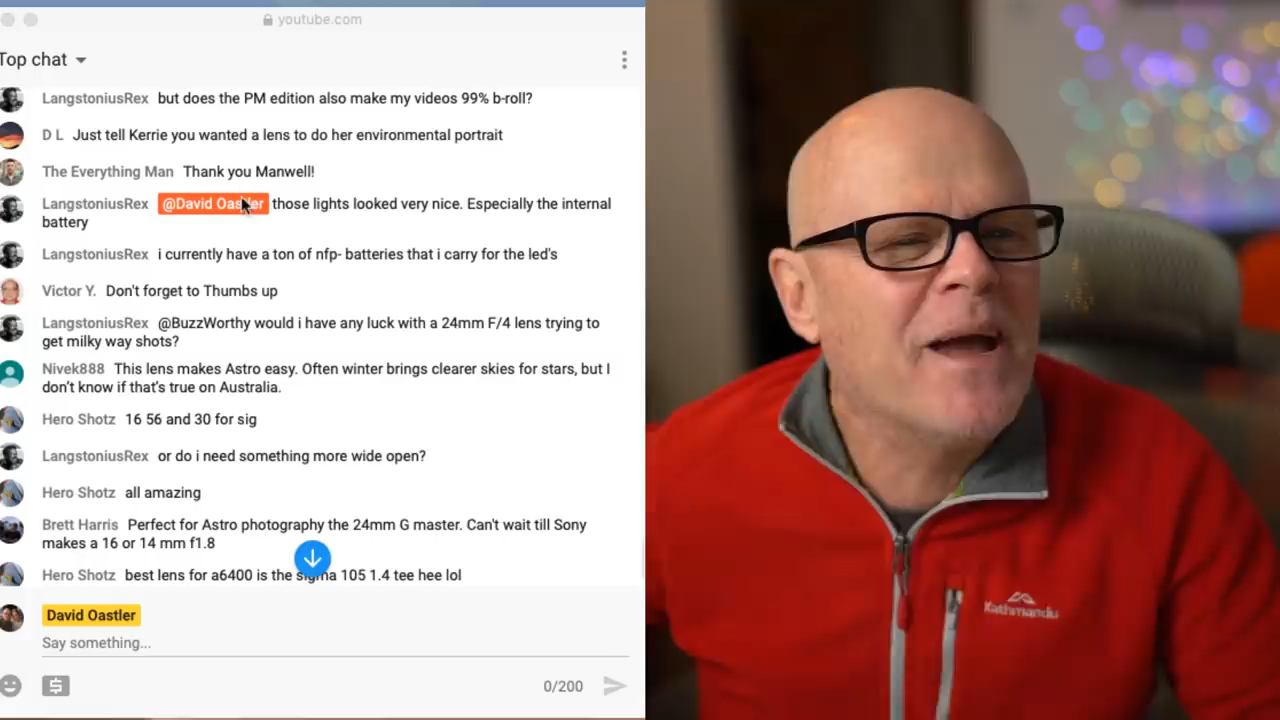 youtube.com
Top chat
LangstoniusRex but does the PM edition also make my videos 99% b-roll?
D L Just tell Kerrie you wanted a lens to do her environmental portrait
The Everything Man Thank you Manwell!
LangstoniusRex @David Oastler those lights looked very nice. Especially the internal
battery
LangstoniusRex i currently have a ton of nfp- batteries that i carry for the led's
Victor Y. Don't forget to Thumbs up
LangstoniusRex @BuzzWorthy would i have any luck with a 24mm F/4 lens trying to
get milky way shots?
Nivek888 This lens makes Astro easy. Often winter brings clearer skies for stars, but I
don't know if that's true on Australia.
Hero Shotz 16 56 and 30 for sig
LangstoniusRex or do i need something more wide open?
Hero Shotz all amazing
Brett Harris Perfect for Astro photography the 24mm G master. Can't wait till Sony
makes a 16 or 14 mm f1.8
Hero Shotz best lens for a6400 is the sigma 105 1.4 tee hee lol
David Oastler
Say something...
0/200
Kathmandu